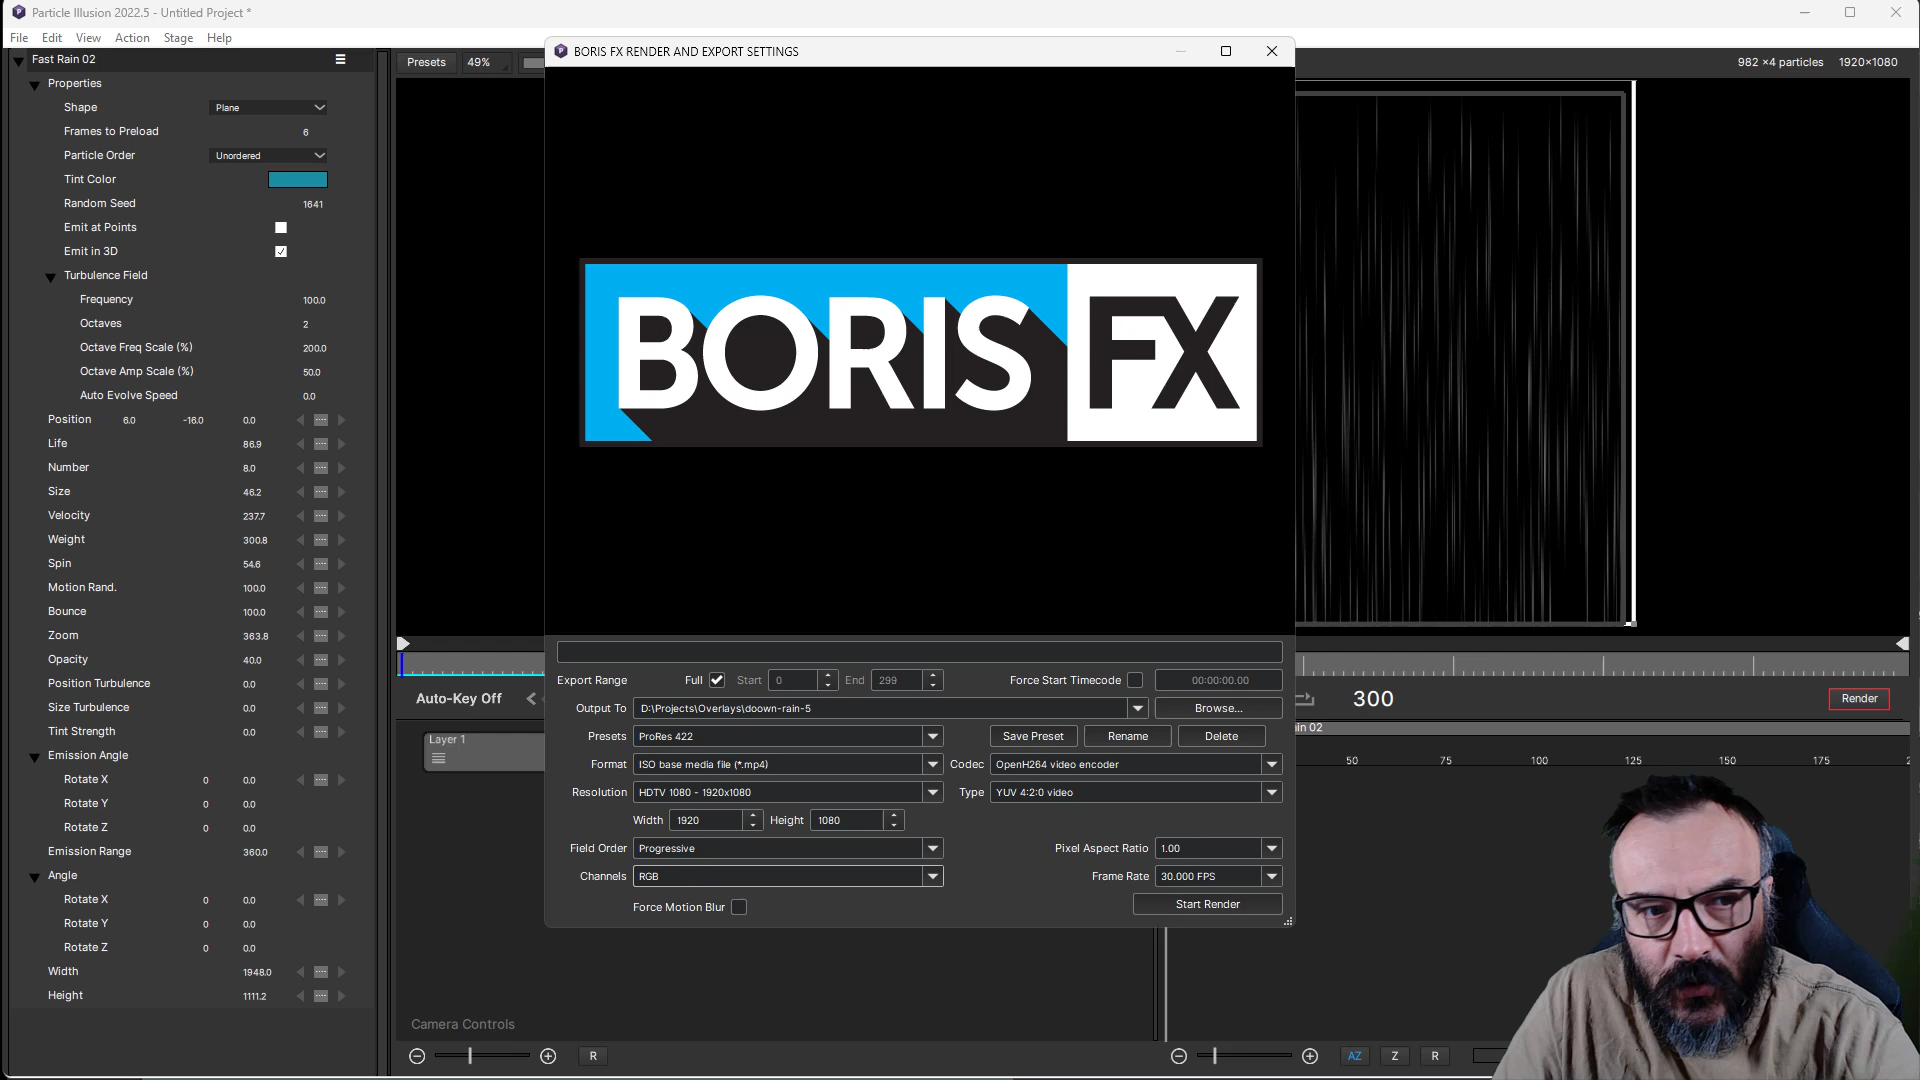 Particle Illusion 2022.5 - Untitled Project *
File Edit View Action Stage Help
Fast Rain 02
Properties
Shape Plane
Frames to Preload 6
Particle Order Unordered
Tint Color
Random Seed 1641
Emit at Points
Emit in 3D
Turbulence Field
Frequency 100.0
Octaves 2
Octave Freq Scale (%) 200.0
Octave Amp Scale (%) 50.0
Auto Evolve Speed 0.0
Position 6.0 -16.0 0.0
Life 86.9
Number 8.0
Size 46.2
Velocity 237.7
Weight 300.8
Spin 54.6
Motion Rand. 100.0
Bounce 100.0
Zoom 363.8
Opacity 40.0
Position Turbulence 0.0
Size Turbulence 0.0
Tint Strength 0.0
Emission Angle
Rotate X 0 0.0
Rotate Y 0 0.0
Rotate Z 0 0.0
Emission Range 360.0
Angle
Rotate X 0 0.0
Rotate Y 0 0.0
Rotate Z 0 0.0
Width 1948.0
Height 1111.2
Presets 49%
982 ×4 particles 1920×1080
BORIS FX RENDER AND EXPORT SETTINGS
BORIS FX
Export Range Full Start 0 End 299 Force Start Timecode 00:00:00.00
Output To D:\Projects\Overlays\doown-rain-5 Browse...
Presets ProRes 422 Save Preset Rename Delete
Format ISO base media file (*.mp4) Codec OpenH264 video encoder
Resolution HDTV 1080 - 1920x1080 Type YUV 4:2:0 video
Width 1920 Height 1080
Field Order Progressive Pixel Aspect Ratio 1.00
Channels RGB Frame Rate 30.000 FPS
Force Motion Blur Start Render
Auto-Key Off
300 Render
Layer 1
in 02
50 75 100 125 150 175
Camera Controls
R
AZ Z R